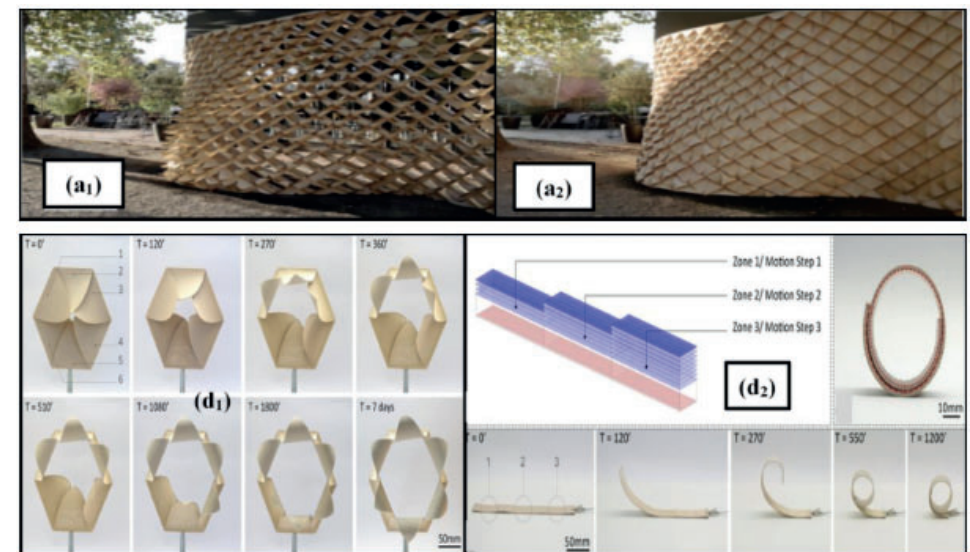 (a₁)
(a₂)
T = 0'
T = 120'
T = 270'
T = 360'
1
2
3
4
5
6
(d₁)
T = 510'
T = 1080'
T = 1800'
T = 7 days
50mm
Zone 1/ Motion Step 1
Zone 2/ Motion Step 2
Zone 3/ Motion Step 3
(d₂)
10mm
T = 0'
T = 120'
T = 270'
T = 550'
T = 1200'
1 2 3
50mm